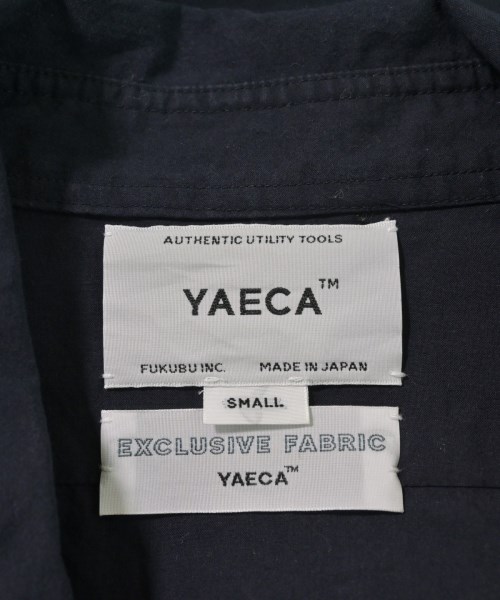 AUTHENTIC UTILITY TOOLS
YAECA™
FUKUBU INC. MADE IN JAPAN
SMALL
EXCLUSIVE FABRIC
YAECA™